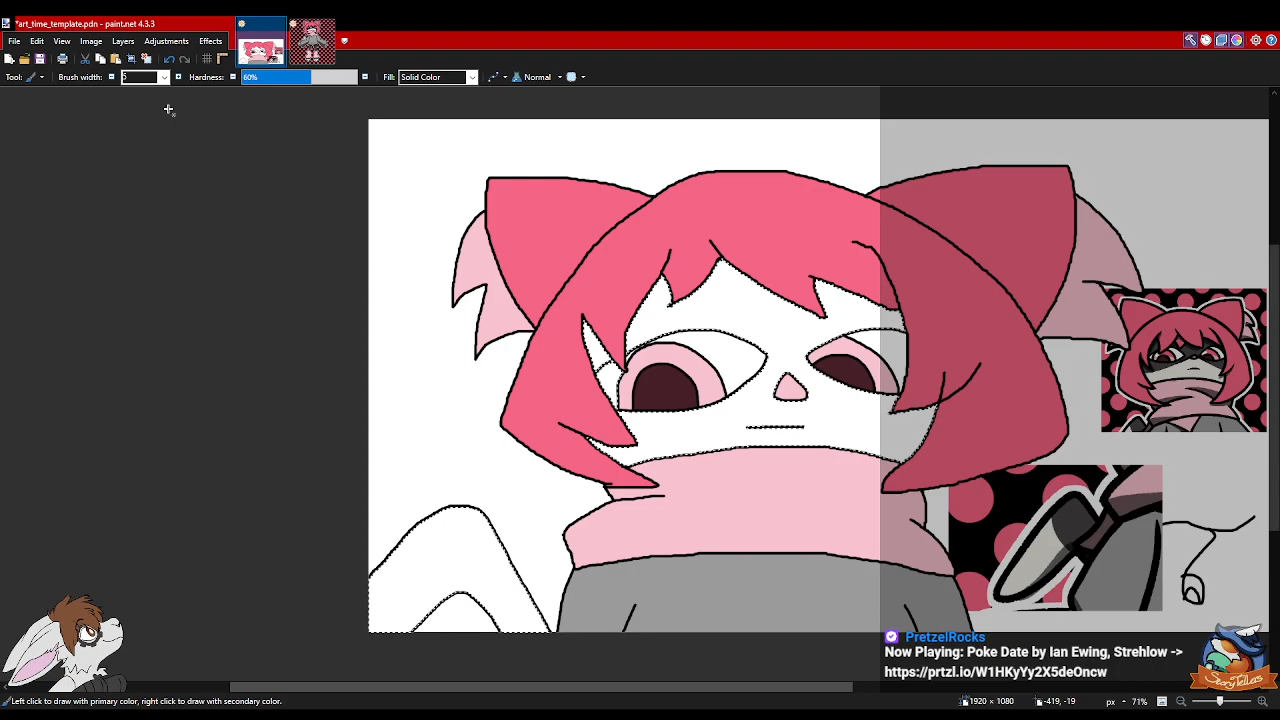 *art_time_template.pdn - paint.net 4.3.3
File Edit View Image Layers Adjustments Effects
Tool: Brush width: Hardness: 60% Fill: Solid Color Normal
PretzelRocks
Now Playing: Poke Date by Ian Ewing, Strehlow ->
https://prtzl.io/W1HKyYy2X5deOncw
StoryTellers
Left click to draw with primary color, right click to draw with secondary color. 1920 × 1080 -419, -19 px 71%